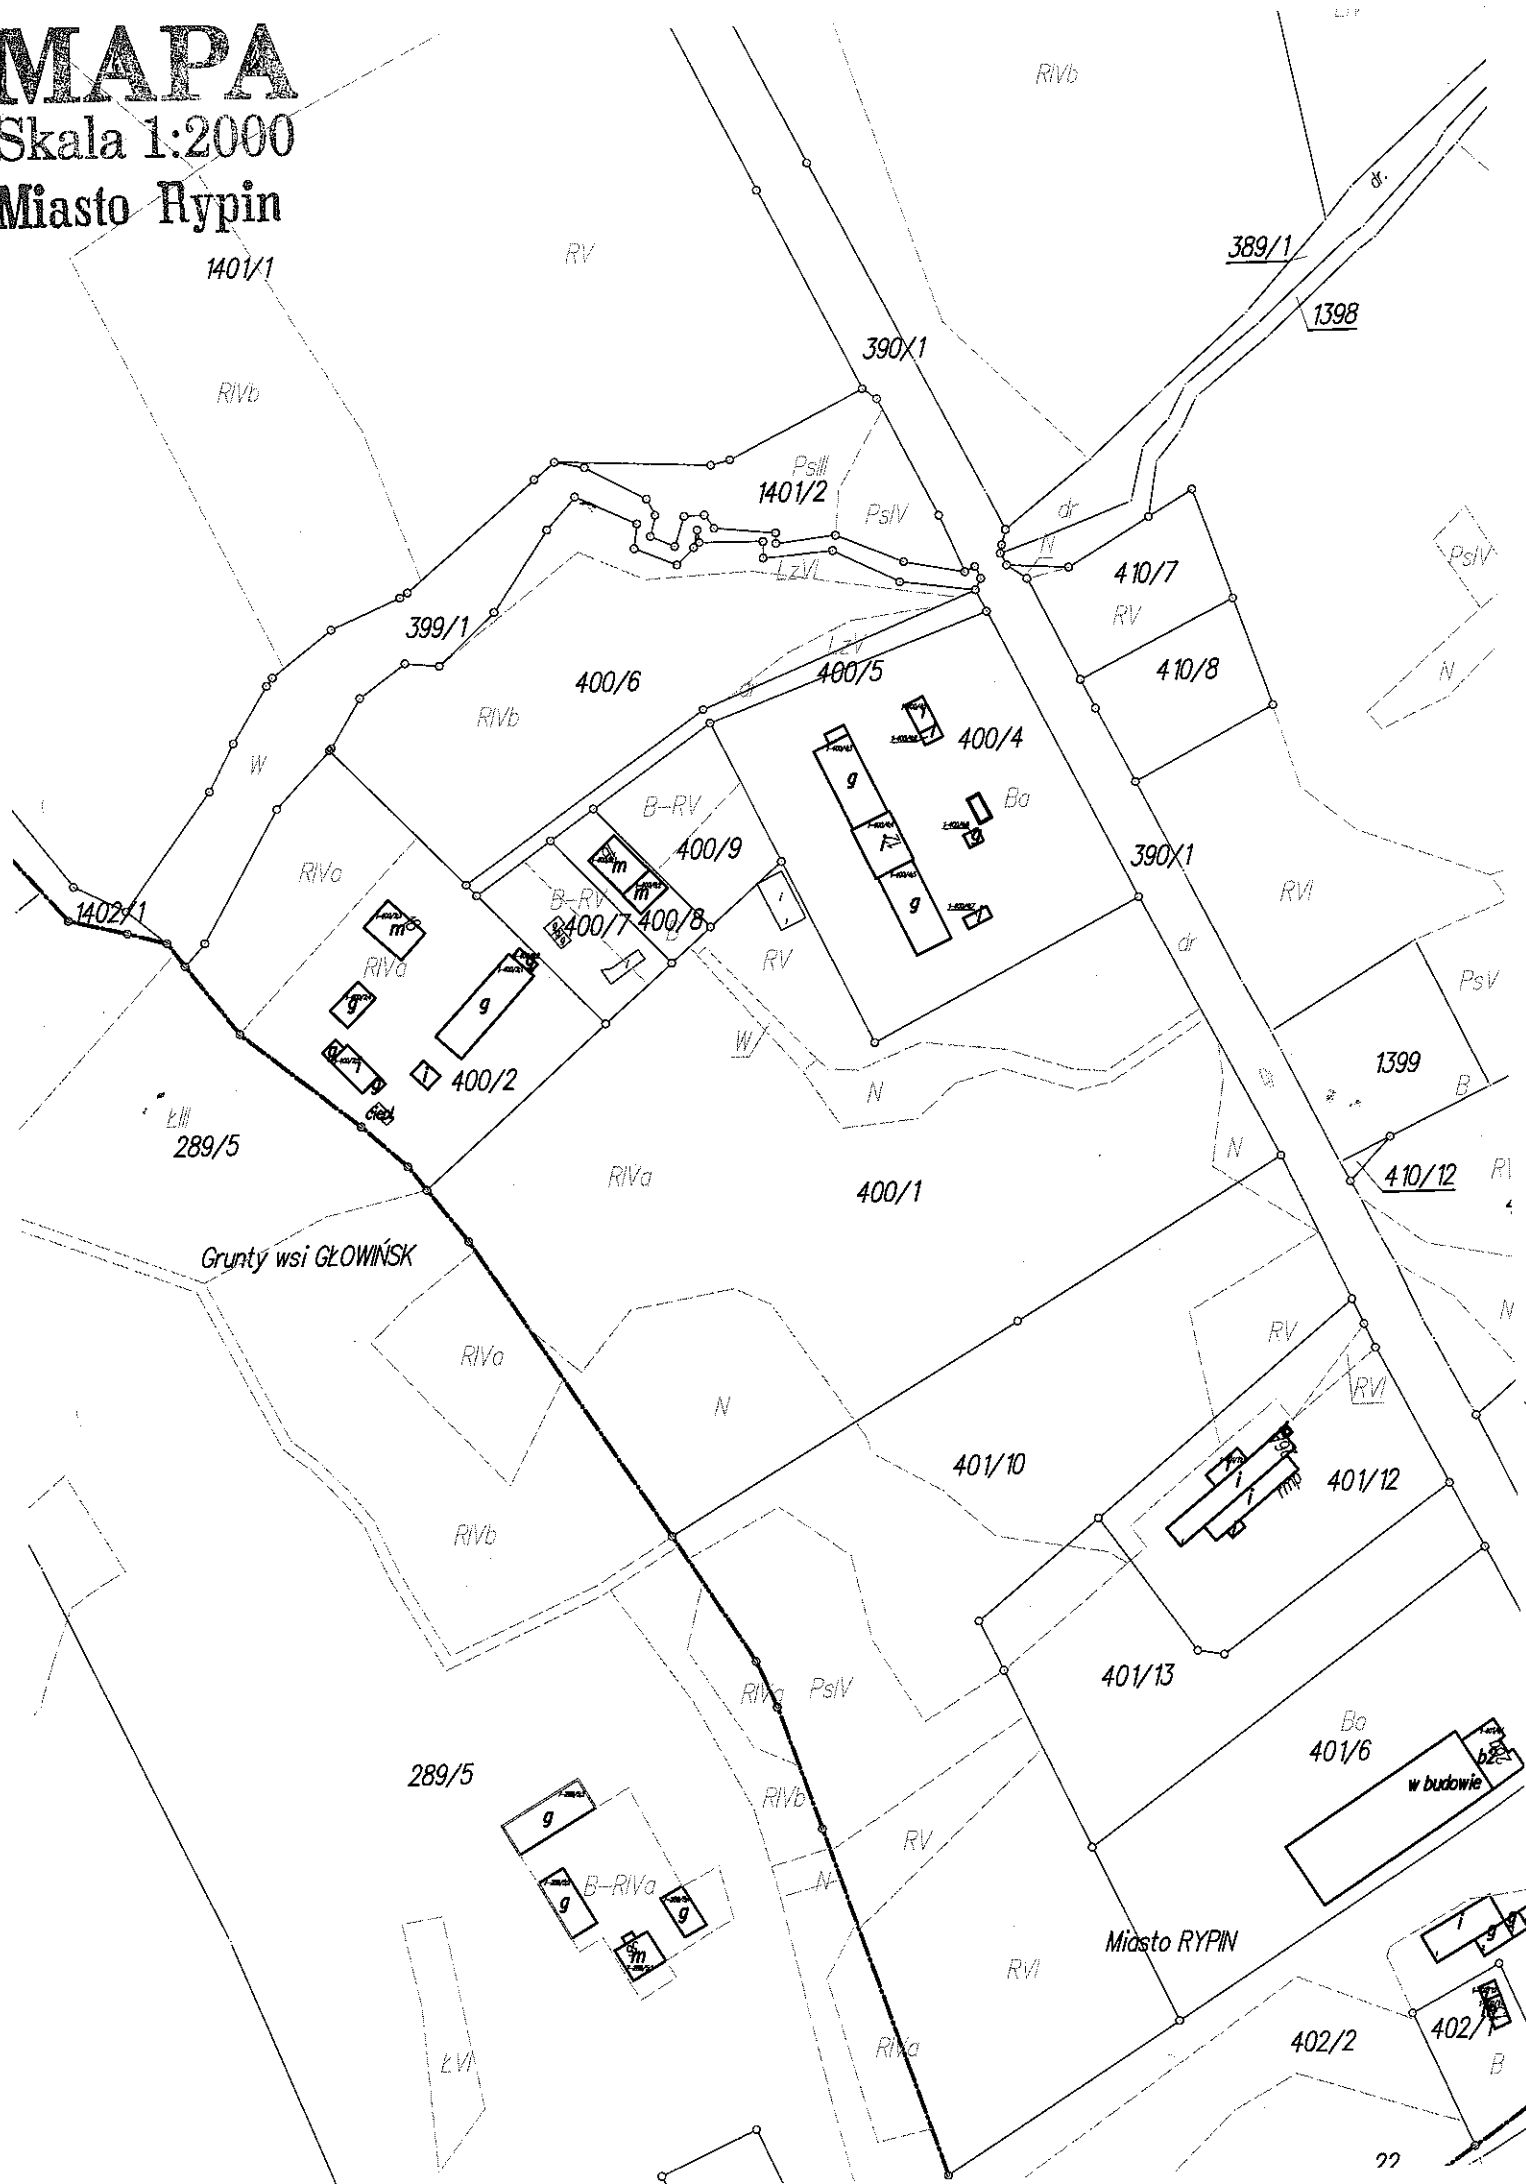 MAPA
Skala 1:2000
Miasto Rypin
RIVb
dr.
389/1
1401/1
RV
1398
390/1
RIVb
PsIII
1401/2
PsIV
dr
N
410/7
PsIV
LzVI
RV
399/1
LzV
400/5
410/8
N
400/6
dr
RIVb
400/4
W
g
Ba
B-RV
400/9
390/1
RIVa
m
m
RVI
B-RV
g
1402/1
400/7
400/8
m
B
dr
RIVa
RV
PsV
g
g
W
N
1399
g
g
i
400/2
dr
B
ciepl.
ŁIII
289/5
RIVa
400/1
N
410/12
Grunty wsi GŁOWIŃSK
N
RV
RIVa
RVI
N
401/10
i
i
401/12
RIVb
401/13
RIVa
PsIV
Ba
401/6
289/5
w budowie
RIVb
g
RV
B-RIVa
N
g
g
m
Miasto RYPIN
i
g
RVI
402/2
RIVa
ŁVI
B
22